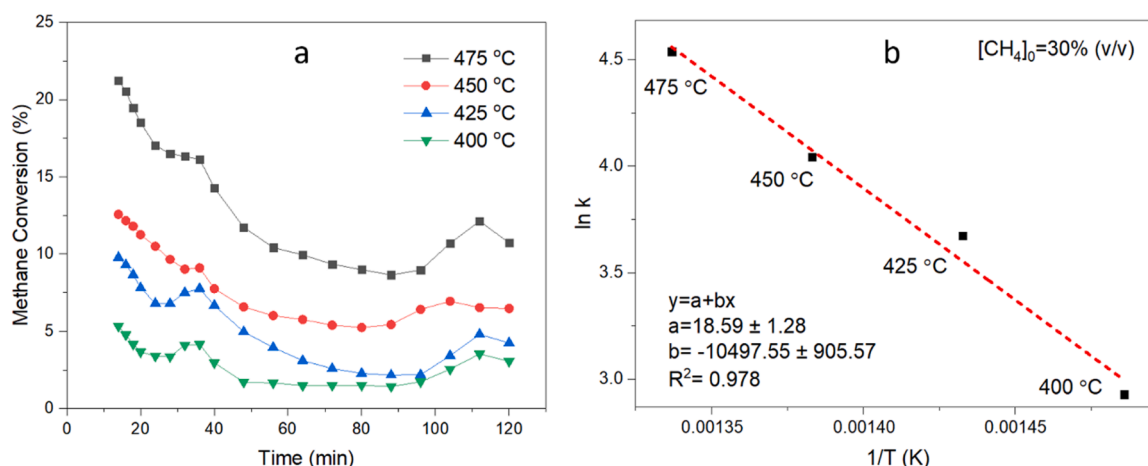 a
475 °C
450 °C
425 °C
400 °C
25
20
15
10
5
0
Methane Conversion (%)
0 20 40 60 80 100 120
Time (min)
b
[CH₄]₀=30% (v/v)
475 °C
450 °C
425 °C
400 °C
y=a+bx
a=18.59 ± 1.28
b= -10497.55 ± 905.57
R²= 0.978
4.5
4.0
3.5
3.0
ln k
0.00135 0.00140 0.00145
1/T (K)